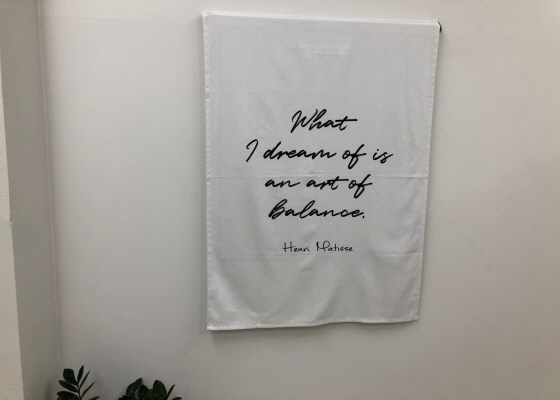 What
I dream of is
an art of
balance.
Henri Matisse